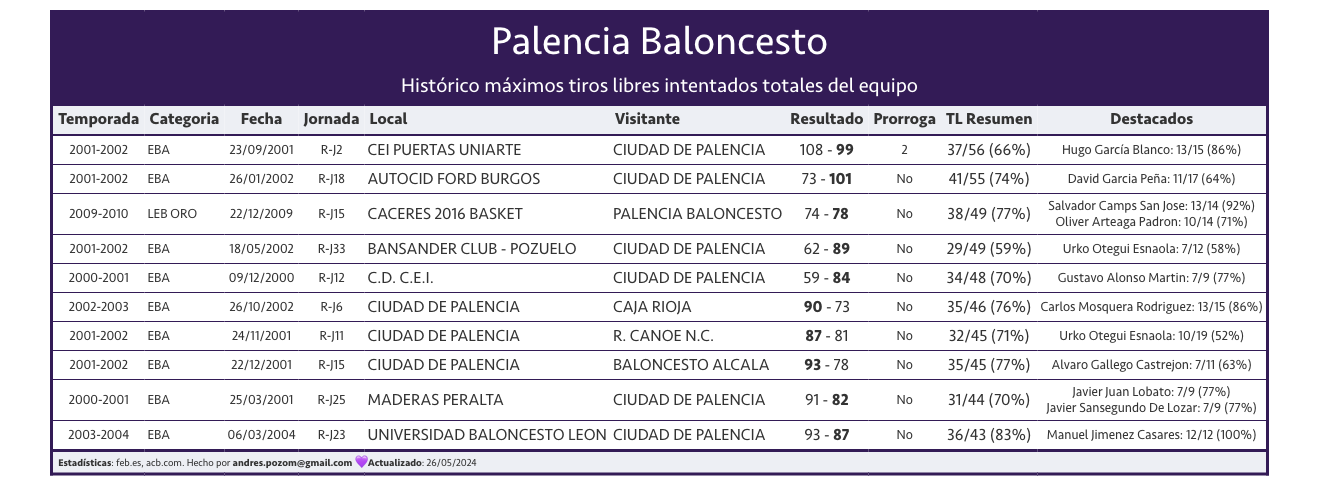 Palencia Baloncesto
Histórico máximos tiros libres intentados totales del equipo
Temporada Categoria Fecha Jornada Local Visitante Resultado Prorroga TL Resumen Destacados
2001-2002 EBA 23/09/2001 R-J2 CEI PUERTAS UNIARTE CIUDAD DE PALENCIA 108 - 99 2 37/56 (66%) Hugo García Blanco: 13/15 (86%)
2001-2002 EBA 26/01/2002 R-J18 AUTOCID FORD BURGOS CIUDAD DE PALENCIA 73 - 101 No 41/55 (74%) David Garcia Peña: 11/17 (64%)
2009-2010 LEB ORO 22/12/2009 R-J15 CACERES 2016 BASKET PALENCIA BALONCESTO 74 - 78 No 38/49 (77%) Salvador Camps San Jose: 13/14 (92%)
Oliver Arteaga Padron: 10/14 (71%)
2001-2002 EBA 18/05/2002 R-J33 BANSANDER CLUB - POZUELO CIUDAD DE PALENCIA 62 - 89 No 29/49 (59%) Urko Otegui Esnaola: 7/12 (58%)
2000-2001 EBA 09/12/2000 R-J12 C.D. C.E.I. CIUDAD DE PALENCIA 59 - 84 No 34/48 (70%) Gustavo Alonso Martin: 7/9 (77%)
2002-2003 EBA 26/10/2002 R-J6 CIUDAD DE PALENCIA CAJA RIOJA 90 - 73 No 35/46 (76%) Carlos Mosquera Rodriguez: 13/15 (86%)
2001-2002 EBA 24/11/2001 R-J11 CIUDAD DE PALENCIA R. CANOE N.C. 87 - 81 No 32/45 (71%) Urko Otegui Esnaola: 10/19 (52%)
2001-2002 EBA 22/12/2001 R-J15 CIUDAD DE PALENCIA BALONCESTO ALCALA 93 - 78 No 35/45 (77%) Alvaro Gallego Castrejon: 7/11 (63%)
2000-2001 EBA 25/03/2001 R-J25 MADERAS PERALTA CIUDAD DE PALENCIA 91 - 82 No 31/44 (70%) Javier Juan Lobato: 7/9 (77%)
Javier Sansegundo De Lozar: 7/9 (77%)
2003-2004 EBA 06/03/2004 R-J23 UNIVERSIDAD BALONCESTO LEON CIUDAD DE PALENCIA 93 - 87 No 36/43 (83%) Manuel Jimenez Casares: 12/12 (100%)
Estadísticas: feb.es, acb.com. Hecho por andres.pozom@gmail.com 💜Actualizado: 26/05/2024